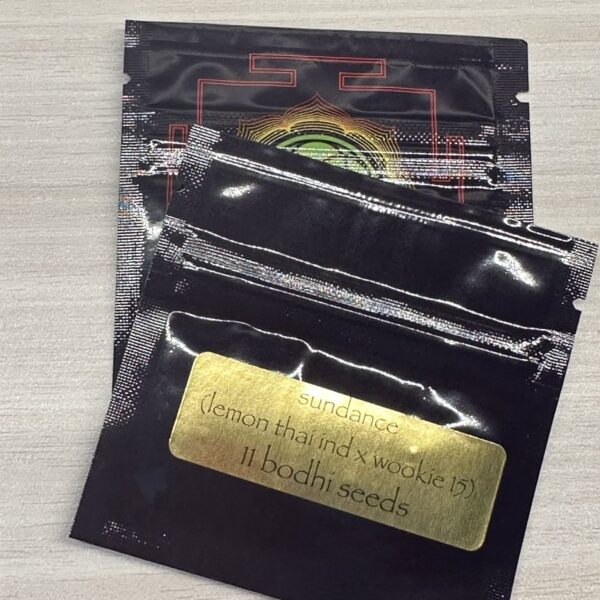 sundance
(lemon thai ind x wookie 15)
11 bodhi seeds